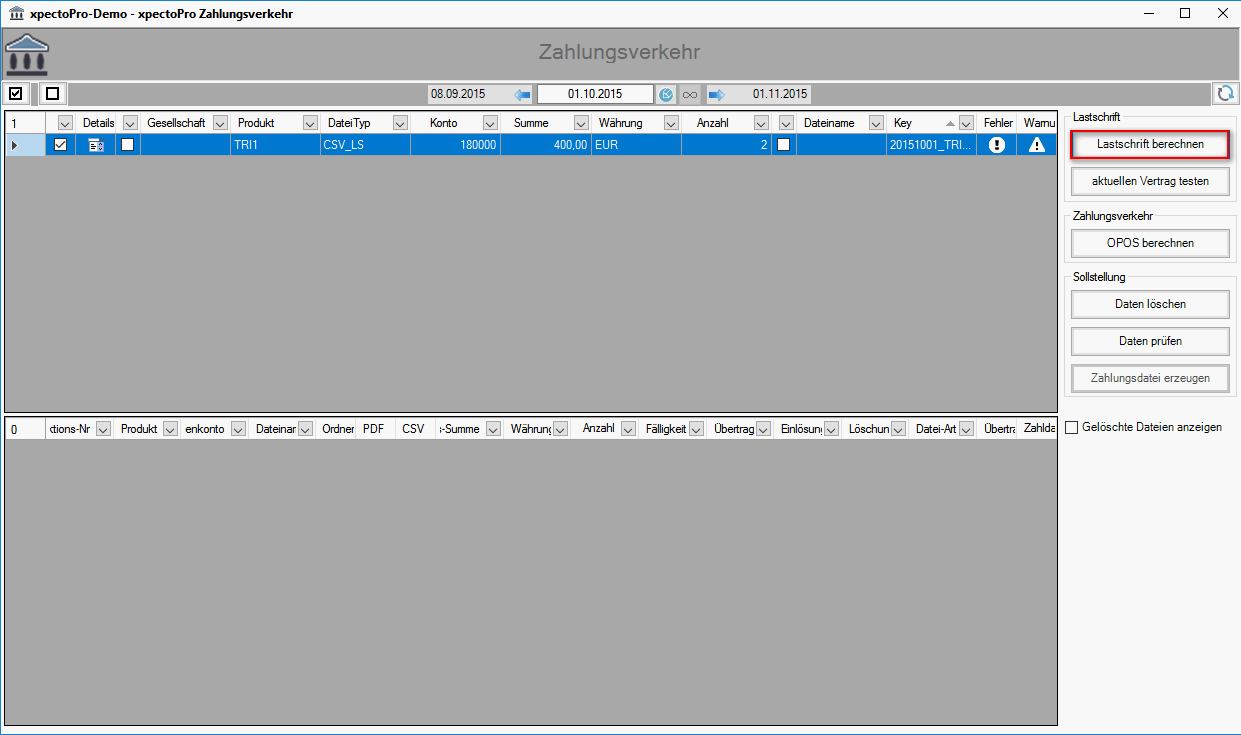 xpectoPro-Demo - xpectoPro Zahlungsverkehr
Zahlungsverkehr
08.09.2015 01.10.2015 01.11.2015
1 Details Gesellschaft Produkt DateiTyp Konto Summe Währung Anzahl Dateiname Key Fehler Warnu
TRI1 CSV_LS 180000 400,00 EUR 2 20151001_TRI...
Lastschrift
Lastschrift berechnen
aktuellen Vertrag testen
Zahlungsverkehr
OPOS berechnen
Sollstellung
Daten löschen
Daten prüfen
Zahlungsdatei erzeugen
0 ktions-Nr Produkt enkonto Dateinar Ordner PDF CSV -Summe Währung Anzahl Fälligkeit Übertrag Einlösun Löschun Datei-Art Übertra Zahlda
Gelöschte Dateien anzeigen